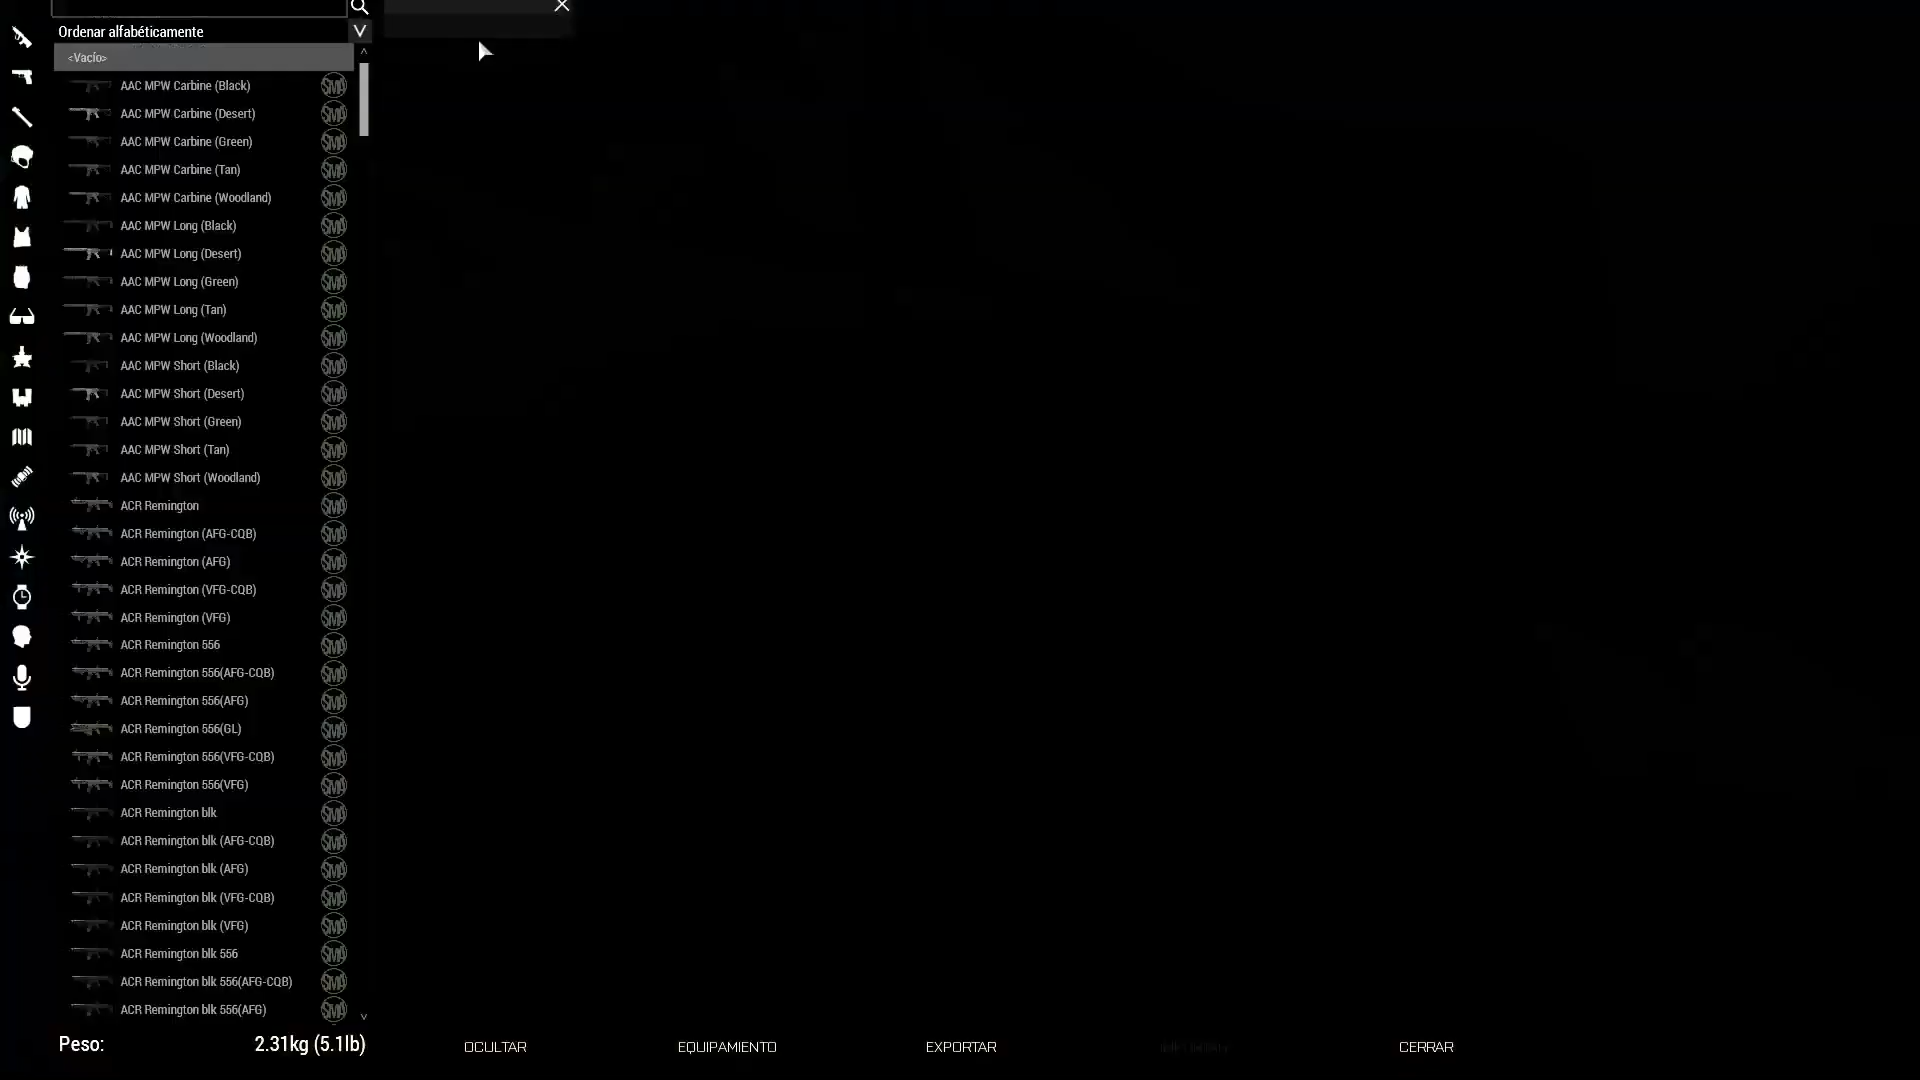 Ordenar alfabéticamente
<Vacío>
AAC MPW Carbine (Black)
AAC MPW Carbine (Desert)
AAC MPW Carbine (Green)
AAC MPW Carbine (Tan)
AAC MPW Carbine (Woodland)
AAC MPW Long (Black)
AAC MPW Long (Desert)
AAC MPW Long (Green)
AAC MPW Long (Tan)
AAC MPW Long (Woodland)
AAC MPW Short (Black)
AAC MPW Short (Desert)
AAC MPW Short (Green)
AAC MPW Short (Tan)
AAC MPW Short (Woodland)
ACR Remington
ACR Remington (AFG-CQB)
ACR Remington (AFG)
ACR Remington (VFG-CQB)
ACR Remington (VFG)
ACR Remington 556
ACR Remington 556(AFG-CQB)
ACR Remington 556(AFG)
ACR Remington 556(GL)
ACR Remington 556(VFG-CQB)
ACR Remington 556(VFG)
ACR Remington blk
ACR Remington blk (AFG-CQB)
ACR Remington blk (AFG)
ACR Remington blk (VFG-CQB)
ACR Remington blk (VFG)
ACR Remington blk 556
ACR Remington blk 556(AFG-CQB)
ACR Remington blk 556(AFG)
Peso: 2.31kg (5.1lb)
OCULTAR EQUIPAMIENTO EXPORTAR CERRAR